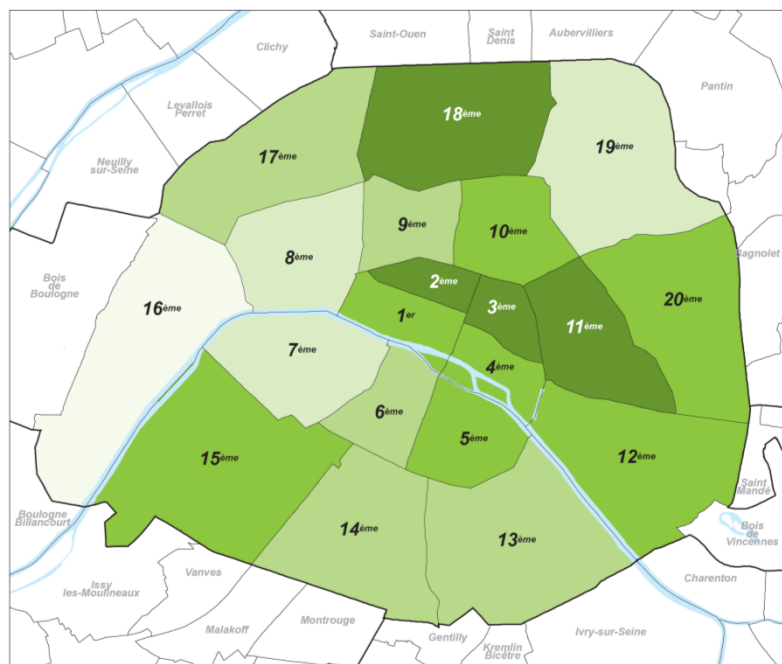 Saint-Ouen
Saint
Denis
Aubervilliers
Clichy
Pantin
Levallois
Perret
18ème
19ème
17ème
Neuilly
sur-Seine
9ème
10ème
8ème
Bagnolet
Bois
de
Boulogne
2ème
20ème
16ème
3ème
1er
11ème
7ème
4ème
6ème
5ème
15ème
12ème
Saint
Mandé
Boulogne
Billancourt
14ème
13ème
Bois
de
Vincennes
Vanves
Charenton
Issy
les-Moulineaux
Montrouge
Malakoff
Gentilly
Kremlin
Bicètre
Ivry-sur-Seine